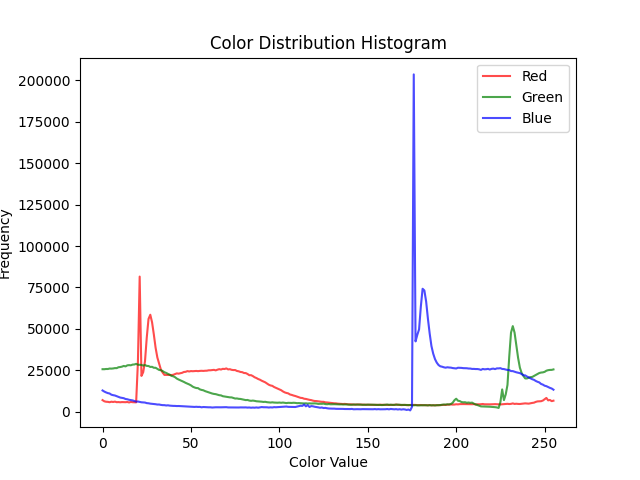 Color Distribution Histogram
Red
Green
Blue
200000
175000
150000
125000
100000
75000
50000
25000
0
Frequency
0 50 100 150 200 250
Color Value